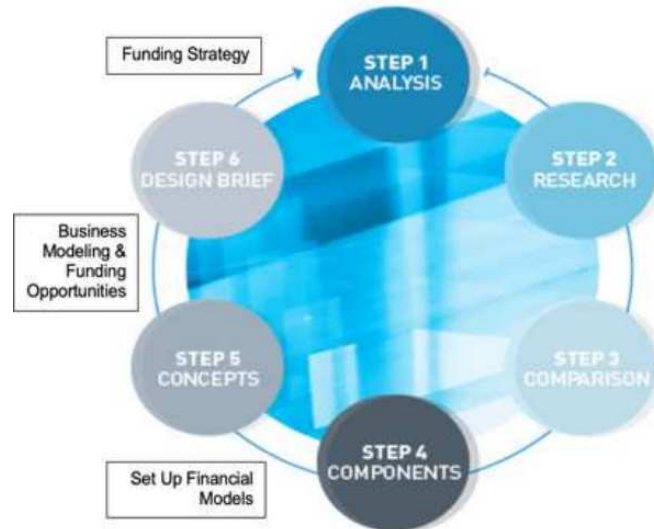 Funding Strategy
STEP 1
ANALYSIS
STEP 6
DESIGN BRIEF
STEP 2
RESEARCH
Business
Modeling &
Funding
Opportunities
STEP 5
CONCEPTS
STEP 3
COMPARISON
STEP 4
COMPONENTS
Set Up Financial
Models